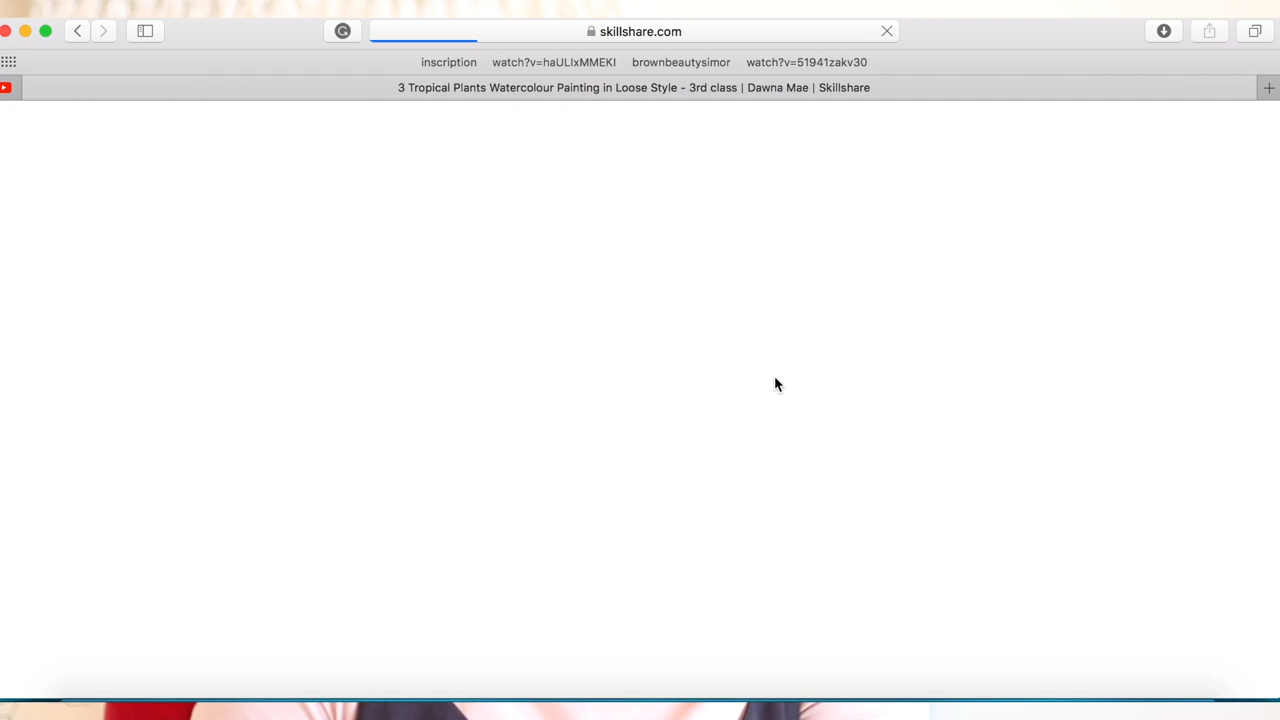 skillshare.com
inscription watch?v=haULIxMMEKI brownbeautysimor watch?v=51941zakv30
3 Tropical Plants Watercolour Painting in Loose Style - 3rd class | Dawna Mae | Skillshare